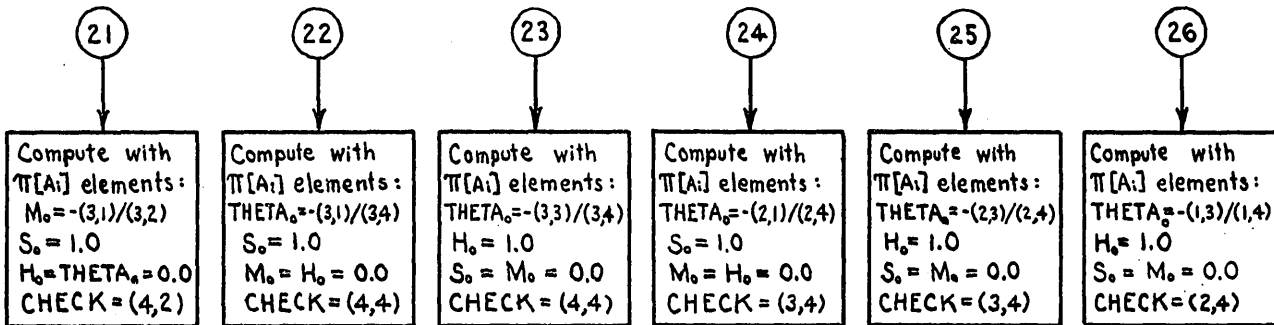 21
Compute with
Π[Ai] elements:
M₀=-(3,1)/(3,2)
S₀ = 1.0
H₀=THETA₀=0.0
CHECK=(4,2)
22
Compute with
Π[Ai] elements:
THETA₀=-(3,1)/(3,4)
S₀ = 1.0
M₀ = H₀ = 0.0
CHECK=(4,4)
23
Compute with
Π[Ai] elements:
THETA₀=-(3,3)/(3,4)
H₀ = 1.0
S₀ = M₀ = 0.0
CHECK=(4,4)
24
Compute with
Π[Ai] elements:
THETA₀=-(2,1)/(2,4)
S₀ = 1.0
M₀ = H₀ = 0.0
CHECK=(3,4)
25
Compute with
Π[Ai] elements:
THETA₀=-(2,3)/(2,4)
H₀ = 1.0
S₀ = M₀ = 0.0
CHECK=(3,4)
26
Compute with
Π[Ai] elements:
THETA₀=-(1,3)/(1,4)
H₀ = 1.0
S₀ = M₀ = 0.0
CHECK=(2,4)